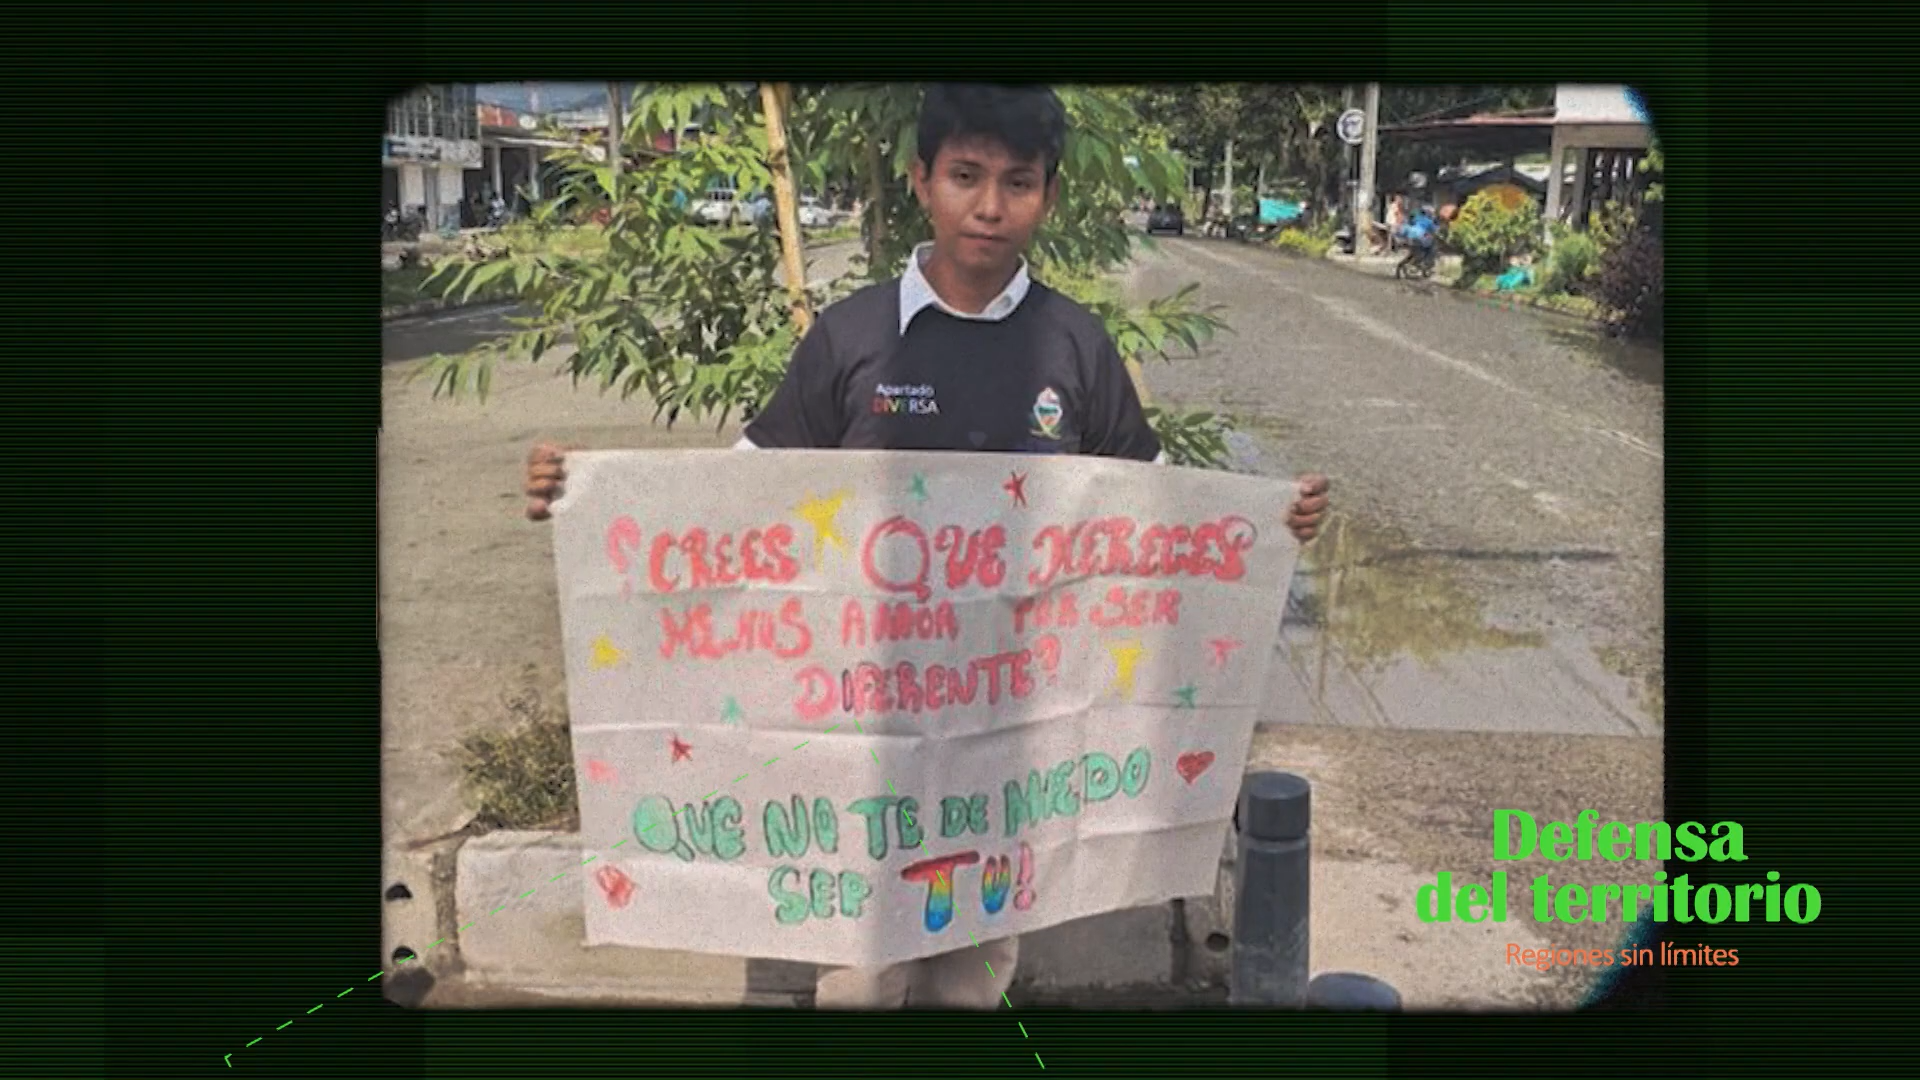 Apartado
DIVERSA
¿CREES QUE MERECES
MENOS AMOR POR SER
DIFERENTE?
QUE NO TE DE MIEDO
SER TU!
Defensa
del territorio
Regiones sin límites